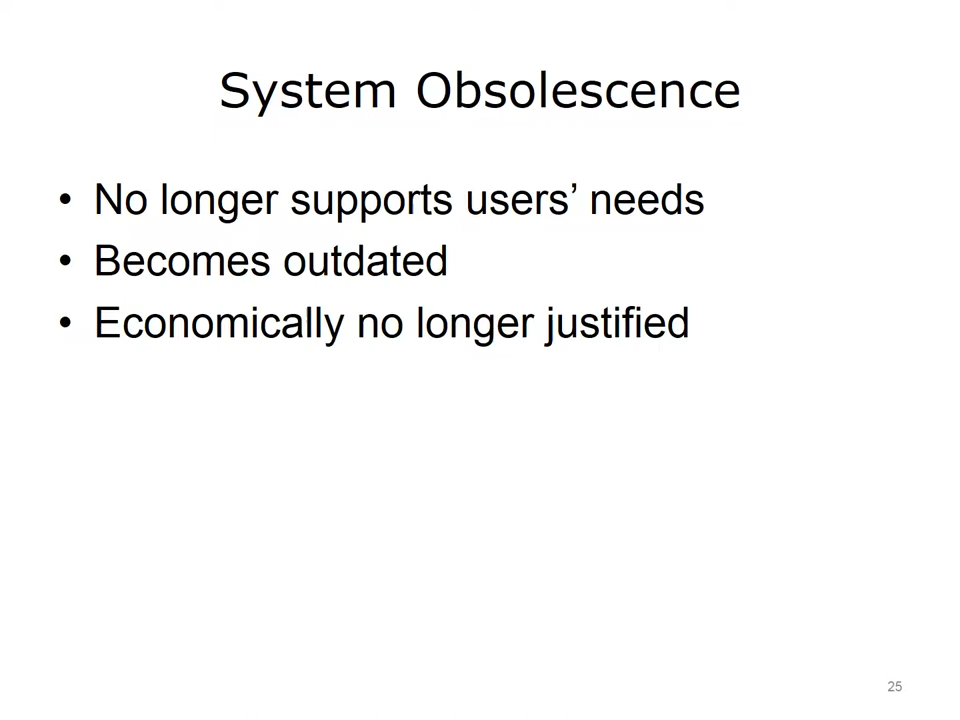 System Obsolescence
• No longer supports users’ needs
• Becomes outdated
• Economically no longer justified
25